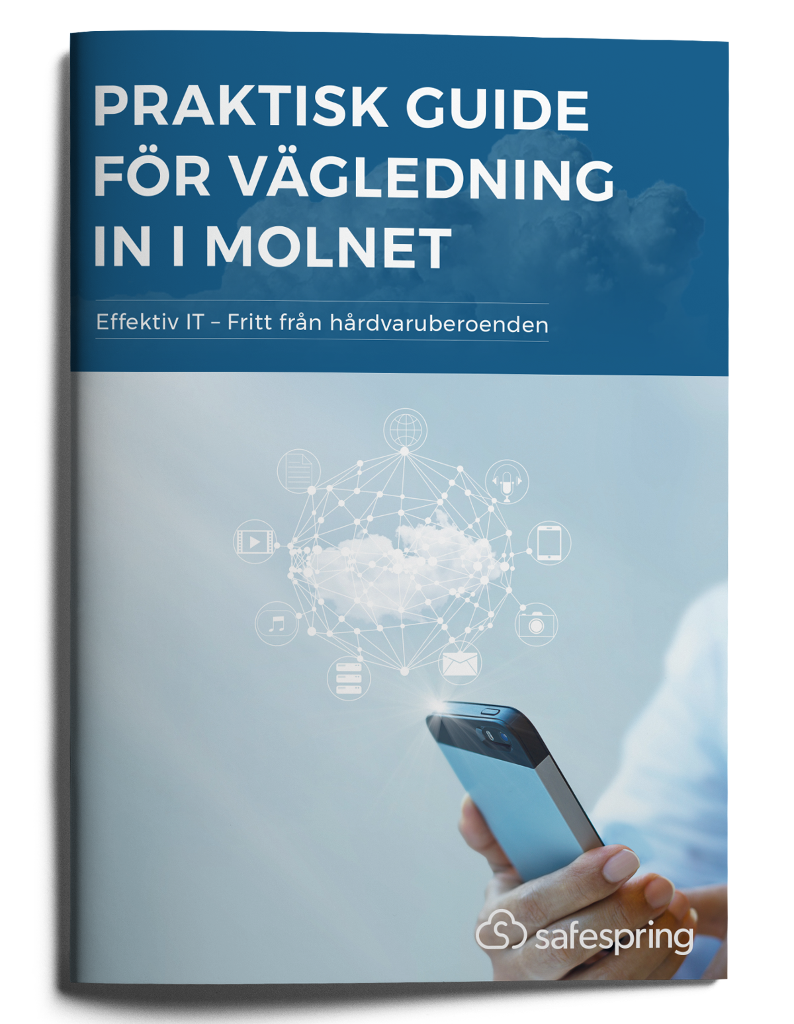 PRAKTISK GUIDE
FÖR VÄGLEDNING
IN I MOLNET
Effektiv IT – Fritt från hårdvaruberoenden
safespring